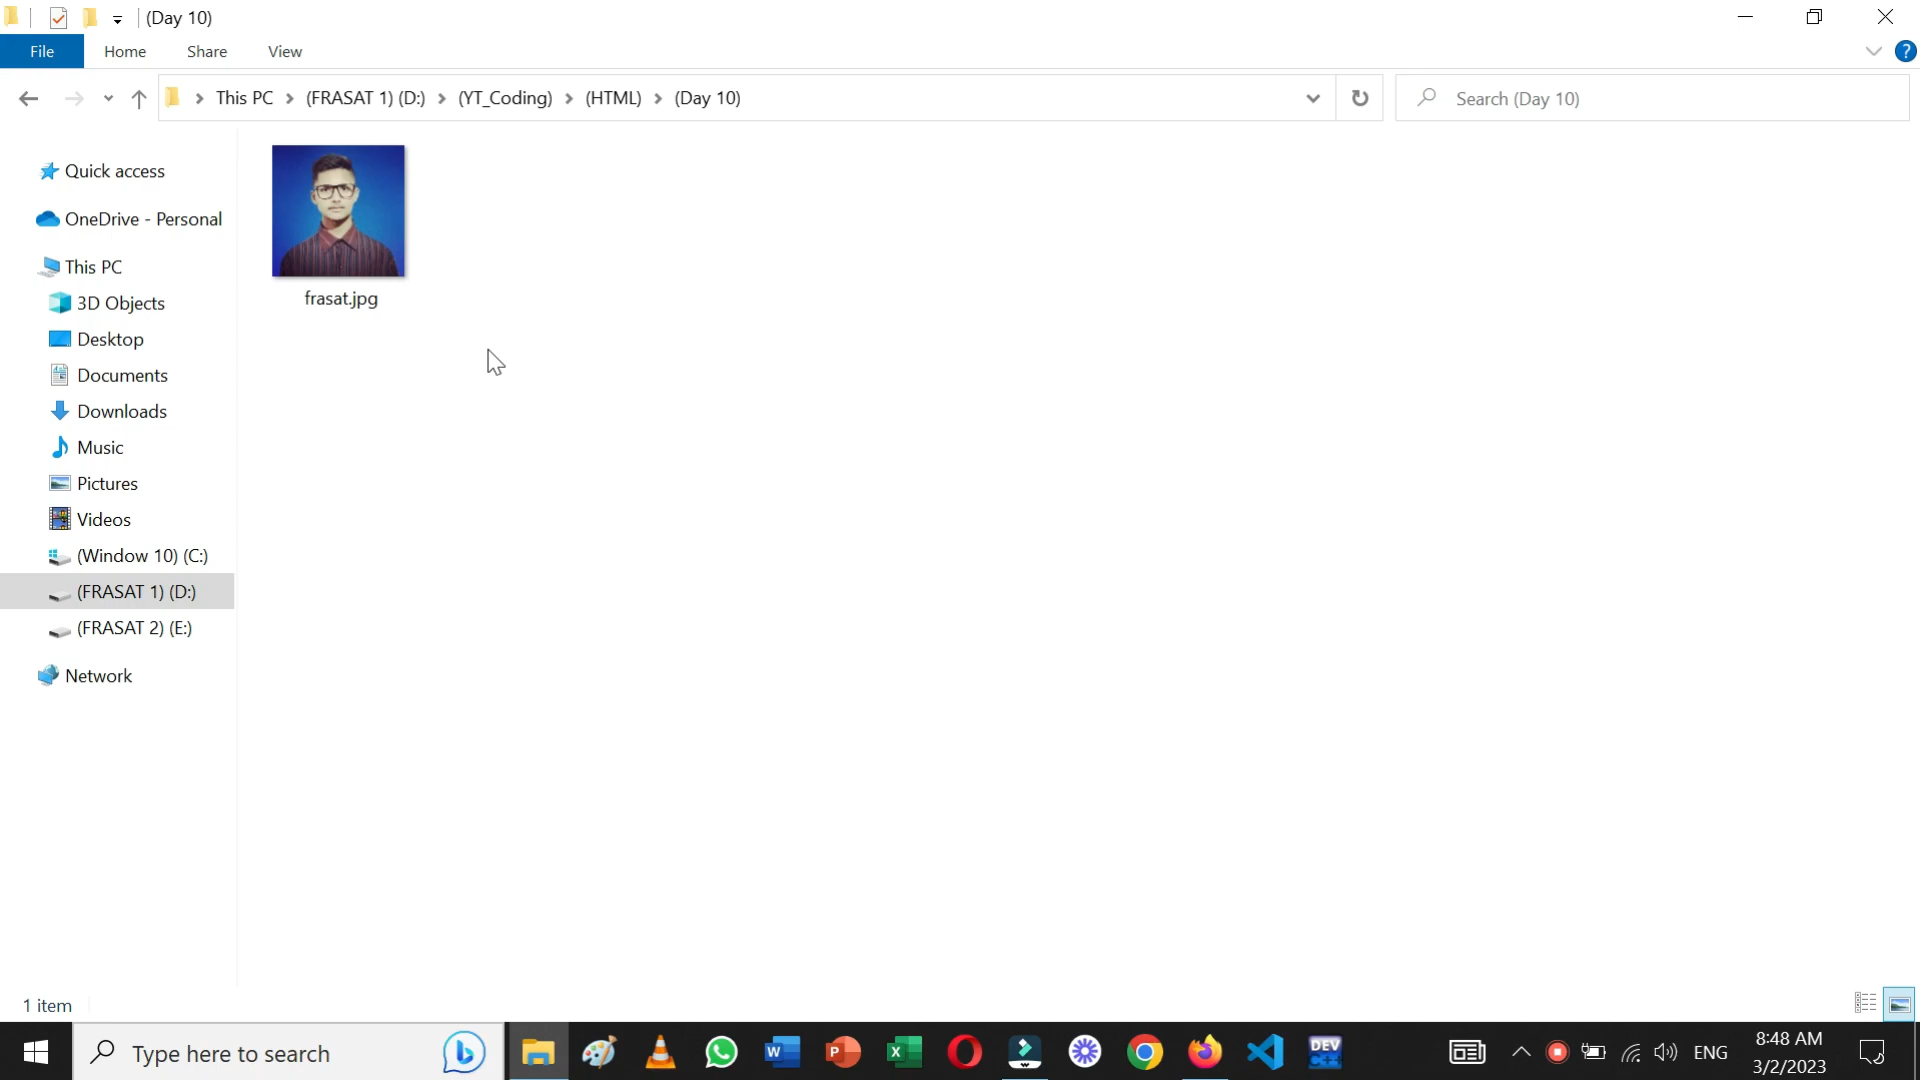 (Day 10)
File Home Share View
This PC (FRASAT 1) (D:) (YT_Coding) (HTML) (Day 10)
Search (Day 10)
Quick access
OneDrive - Personal
This PC
3D Objects
Desktop
Documents
Downloads
Music
Pictures
Videos
(Window 10) (C:)
(FRASAT 1) (D:)
(FRASAT 2) (E:)
Network
frasat.jpg
1 item
Type here to search
DEV
C++
ENG
8:48 AM
3/2/2023